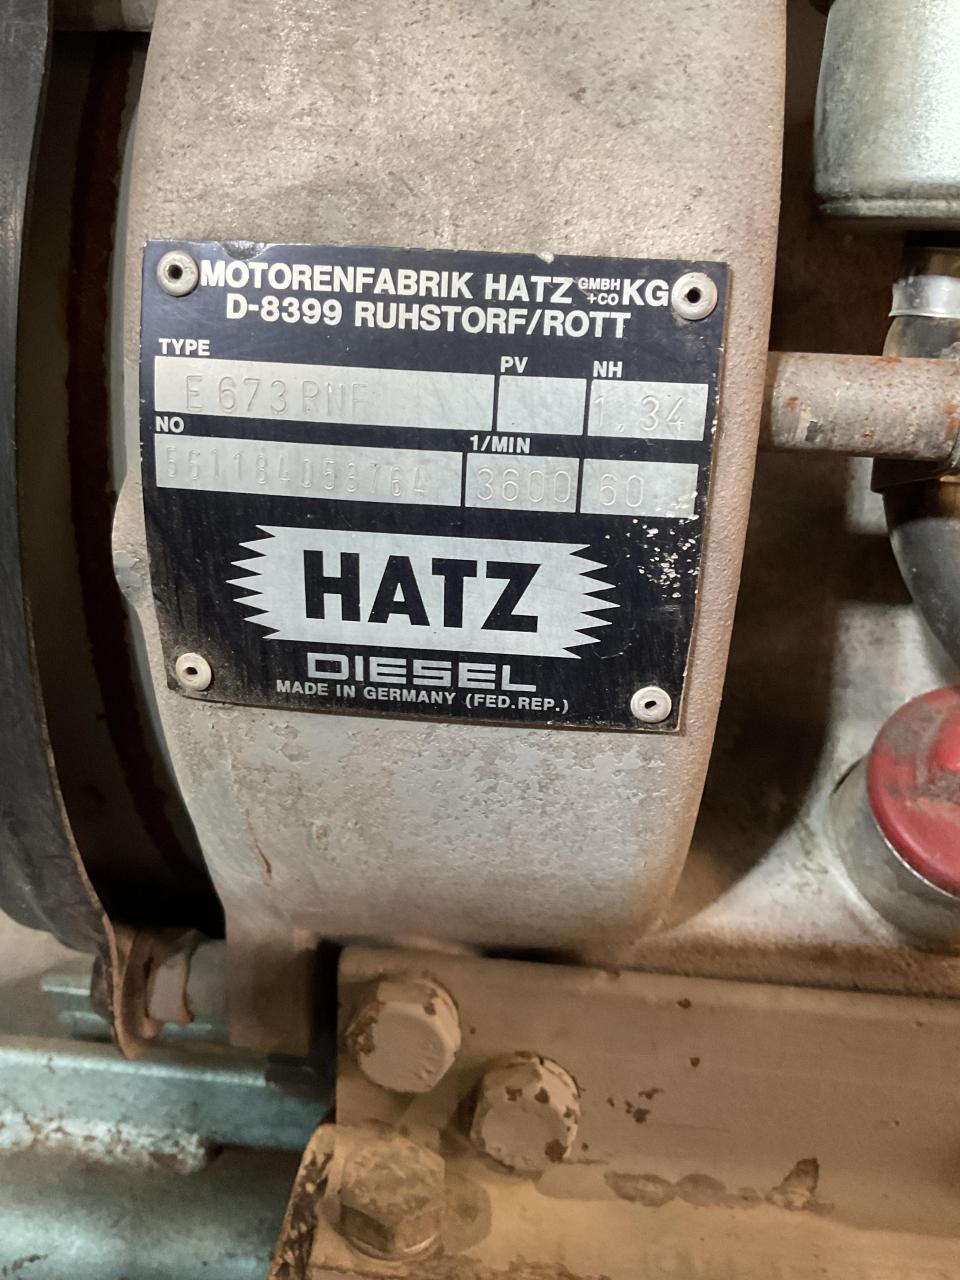 MOTORENFABRIK HATZ GMBH +CO KG
D-8399 RUHSTORF/ROTT
TYPE PV NH
E 673 RNF 1,34
NO 1/MIN
561184053764 3600 60
HATZ
DIESEL
MADE IN GERMANY (FED.REP.)